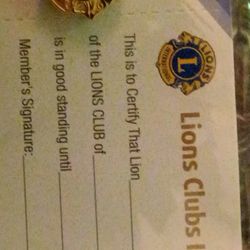 LIONS
L
INTERNATIONAL
Lions Clubs I
This is to Certify That Lion
of the LIONS CLUB of
is in good standing until
Member's Signature: